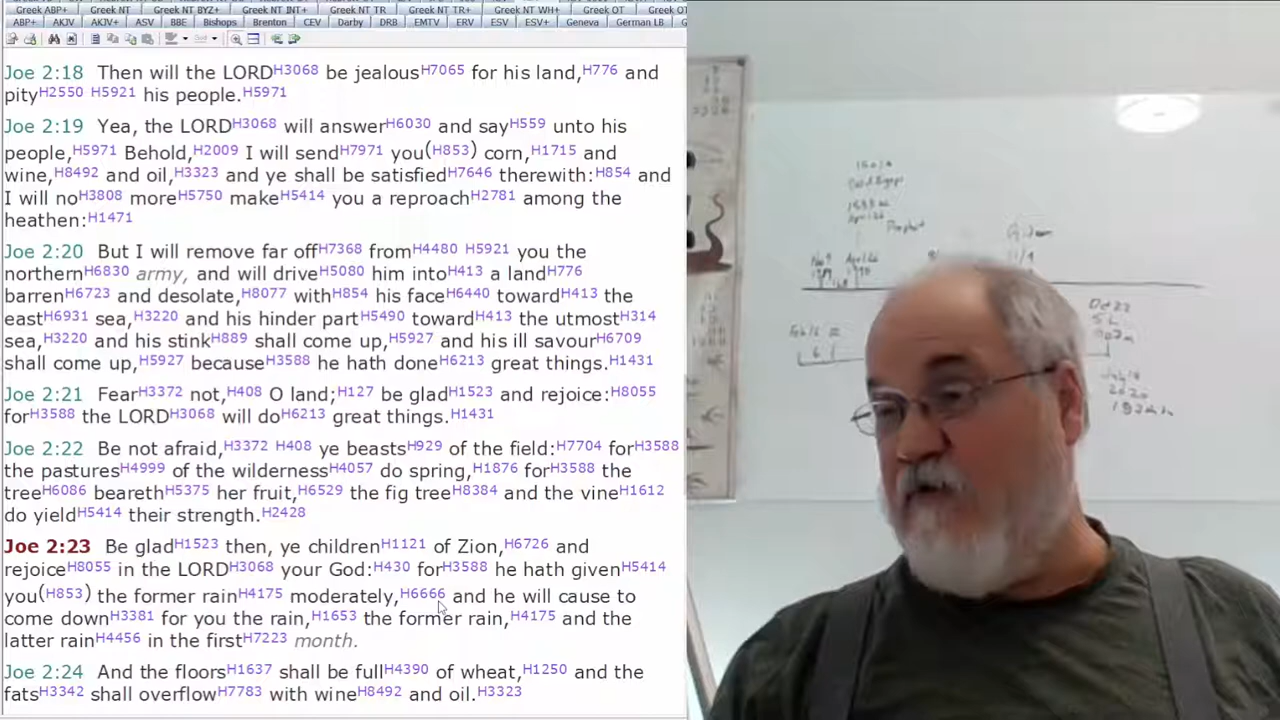 Greek ABP+ Greek NT Greek NT BYZ+ Greek NT INT+ Greek NT TR Greek NT TR+ Greek NT WH+ Greek OT Greek OT
ABP+ AKJV AKJV+ ASV BBE Bishops Brenton CEV Darby DRB EMTV ERV ESV ESV+ Geneva German LB
Joe 2:18 Then will the LORDH3068 be jealousH7065 for his land,H776 and
pityH2550 H5921 his people.H5971
Joe 2:19 Yea, the LORDH3068 will answerH6030 and sayH559 unto his
people,H5971 Behold,H2009 I will sendH7971 you(H853) corn,H1715 and
wine,H8492 and oil,H3323 and ye shall be satisfiedH7646 therewith:H854 and
I will noH3808 moreH5750 makeH5414 you a reproachH2781 among the
heathen:H1471
Joe 2:20 But I will remove far offH7368 fromH4480 H5921 you the
northernH6830 army, and will driveH5080 him intoH413 a landH776
barrenH6723 and desolate,H8077 withH854 his faceH6440 towardH413 the
eastH6931 sea,H3220 and his hinder partH5490 towardH413 the utmostH314
sea,H3220 and his stinkH889 shall come up,H5927 and his ill savourH6709
shall come up,H5927 becauseH3588 he hath doneH6213 great things.H1431
Joe 2:21 FearH3372 not,H408 O land;H127 be gladH1523 and rejoice:H8055
forH3588 the LORDH3068 will doH6213 great things.H1431
Joe 2:22 Be not afraid,H3372 H408 ye beastsH929 of the field:H7704 forH3588
the pasturesH4999 of the wildernessH4057 do spring,H1876 forH3588 the
treeH6086 bearethH5375 her fruit,H6529 the fig treeH8384 and the vineH1612
do yieldH5414 their strength.H2428
Joe 2:23 Be gladH1523 then, ye childrenH1121 of Zion,H6726 and
rejoiceH8055 in the LORDH3068 your God:H430 forH3588 he hath givenH5414
you(H853) the former rainH4175 moderately,H6666 and he will cause to
come downH3381 for you the rain,H1653 the former rain,H4175 and the
latter rainH4456 in the firstH7223 month.
Joe 2:24 And the floorsH1637 shall be fullH4390 of wheat,H1250 and the
fatsH3342 shall overflowH7783 with wineH8492 and oil.H3323
Prophet
Oct 22
July 18
2020